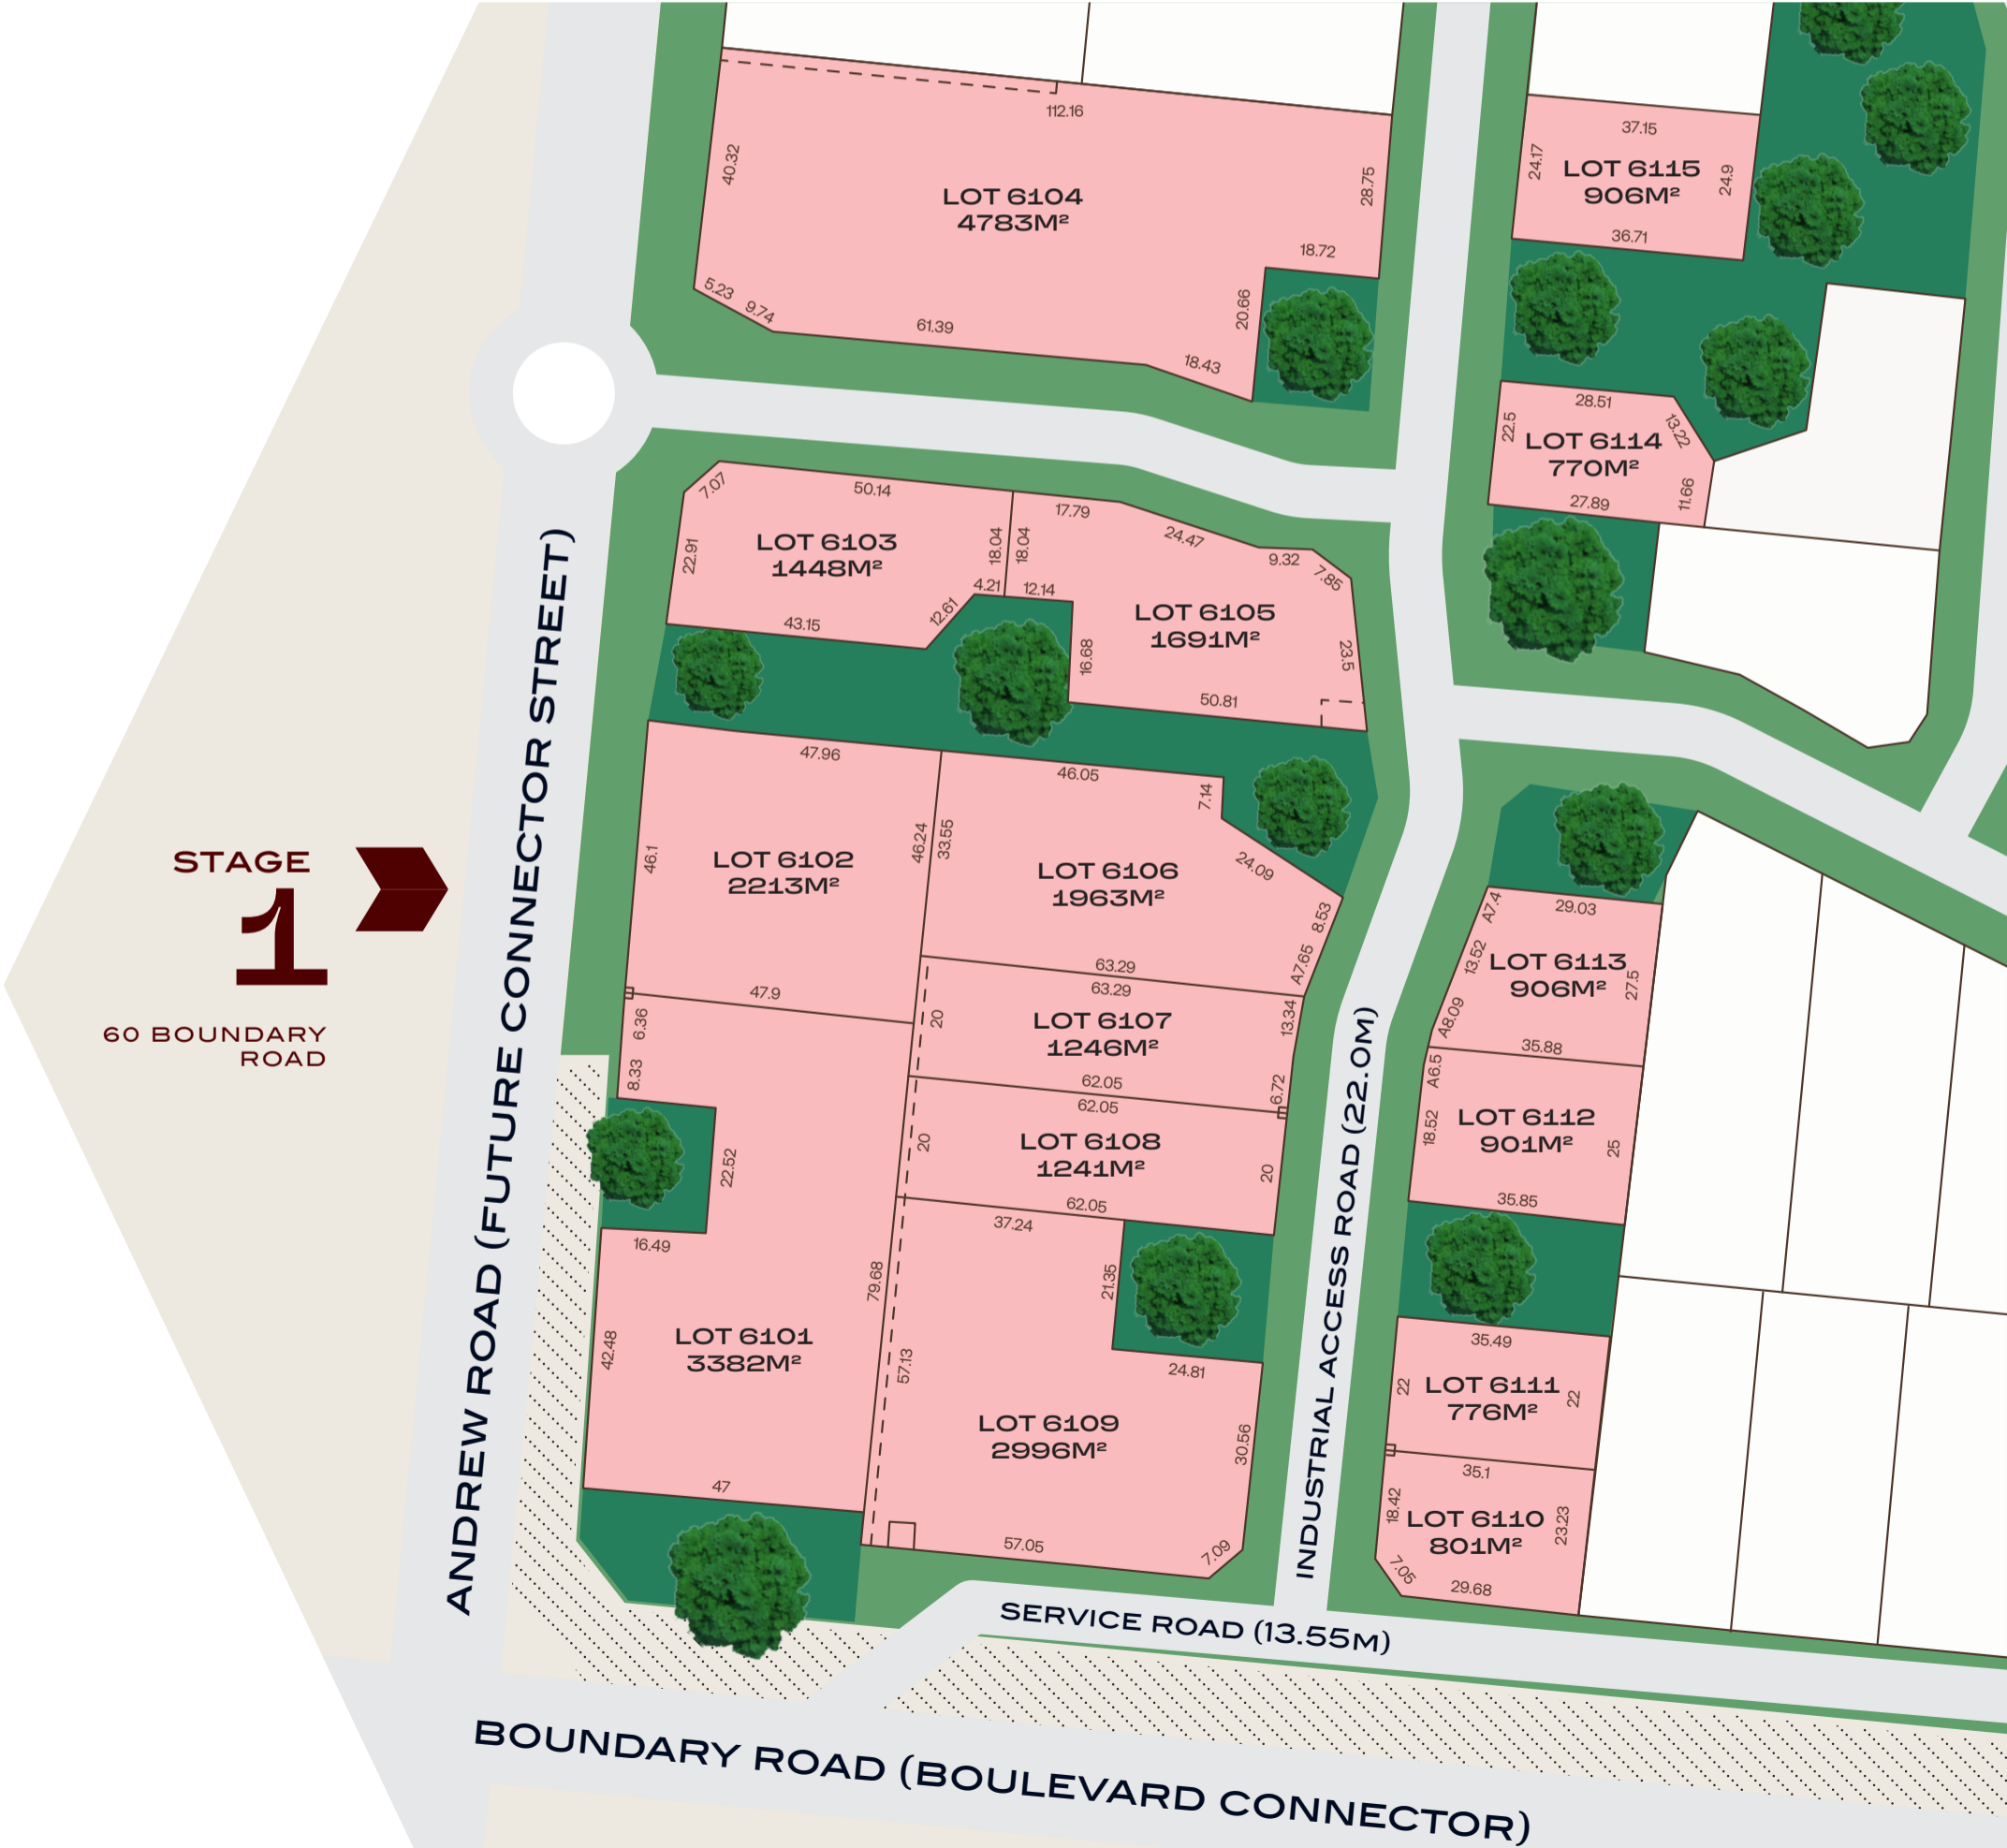 112.16
40.32
28.75
LOT 6104
4783M²
18.72
20.66
5.23
9.74
61.39
18.43
37.15
24.17
24.9
LOT 6115
906M²
36.71
28.51
22.5
13.22
LOT 6114
770M²
27.89
11.66
7.07
50.14
22.91
LOT 6103
1448M²
18.04
4.21
12.61
43.15
18.04
17.79
24.47
9.32
7.85
12.14
LOT 6105
1691M²
16.68
23.5
50.81
47.96
46.1
46.24
LOT 6102
2213M²
47.9
46.05
7.14
33.55
24.09
LOT 6106
1963M²
8.53
A7.65
63.29
63.29
20
13.34
LOT 6107
1246M²
6.72
62.05
62.05
20
LOT 6108
1241M²
20
62.05
6.36
8.33
22.52
16.49
79.68
42.48
LOT 6101
3382M²
47
37.24
21.35
57.13
24.81
LOT 6109
2996M²
30.56
57.05
7.09
A7.4
29.03
13.52
LOT 6113
906M²
27.5
A8.09
35.88
A6.5
18.52
LOT 6112
901M²
25
35.85
35.49
22
LOT 6111
776M²
22
35.1
18.42
LOT 6110
801M²
23.23
7.05
29.68
STAGE
1
60 BOUNDARY
ROAD
ANDREW ROAD (FUTURE CONNECTOR STREET)
INDUSTRIAL ACCESS ROAD (22.0M)
SERVICE ROAD (13.55M)
BOUNDARY ROAD (BOULEVARD CONNECTOR)